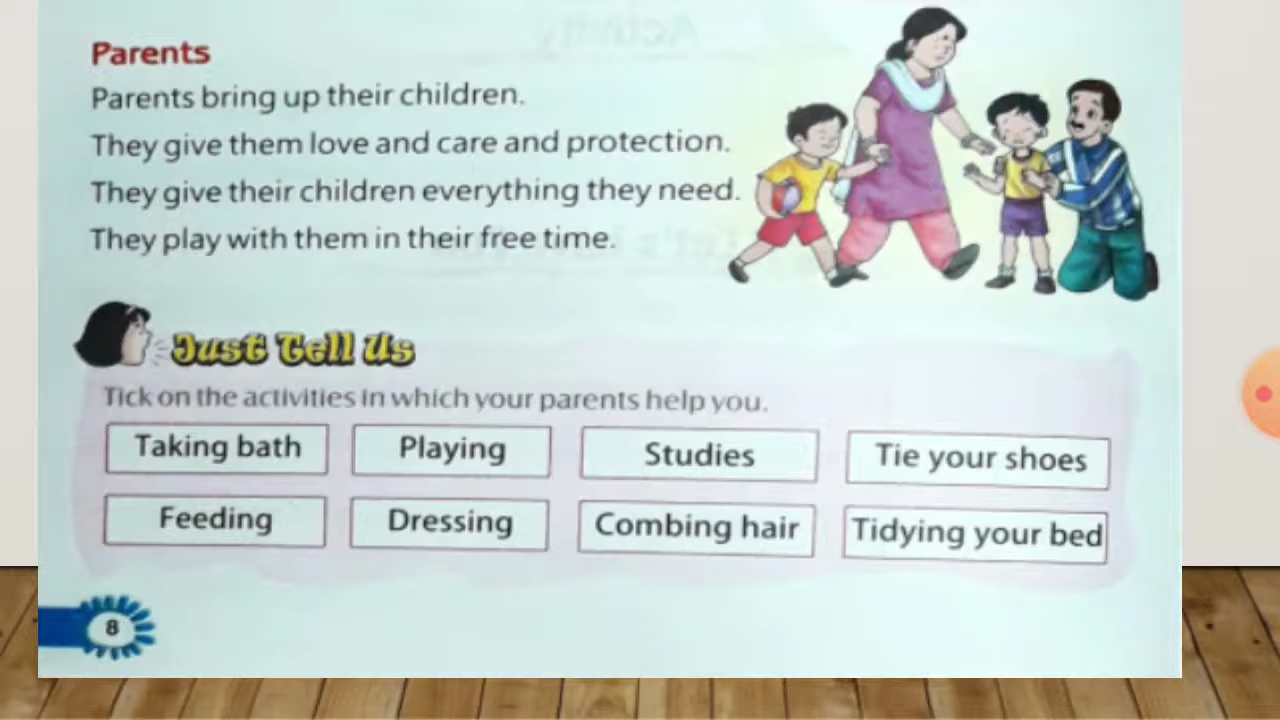 Parents
Parents bring up their children.
They give them love and care and protection.
They give their children everything they need.
They play with them in their free time.
Just Tell Us
Tick on the activities in which your parents help you.
Taking bath Playing Studies Tie your shoes
Feeding Dressing Combing hair Tidying your bed
8